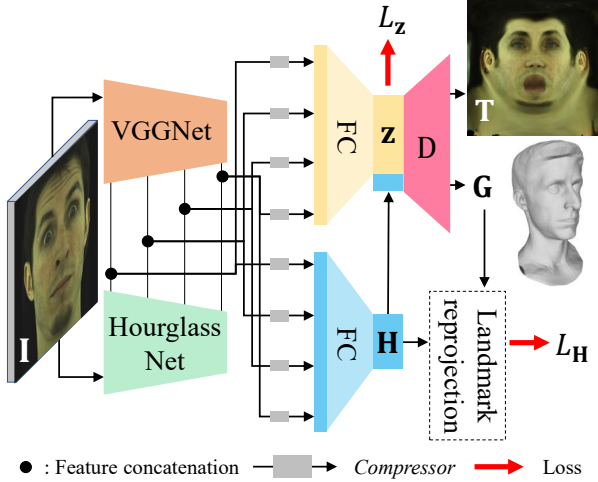 L_z
VGGNet
FC
z
D
T
G
I
Hourglass
Net
FC
H
Landmark
reprojection
L_H
: Feature concatenation
Compressor
Loss